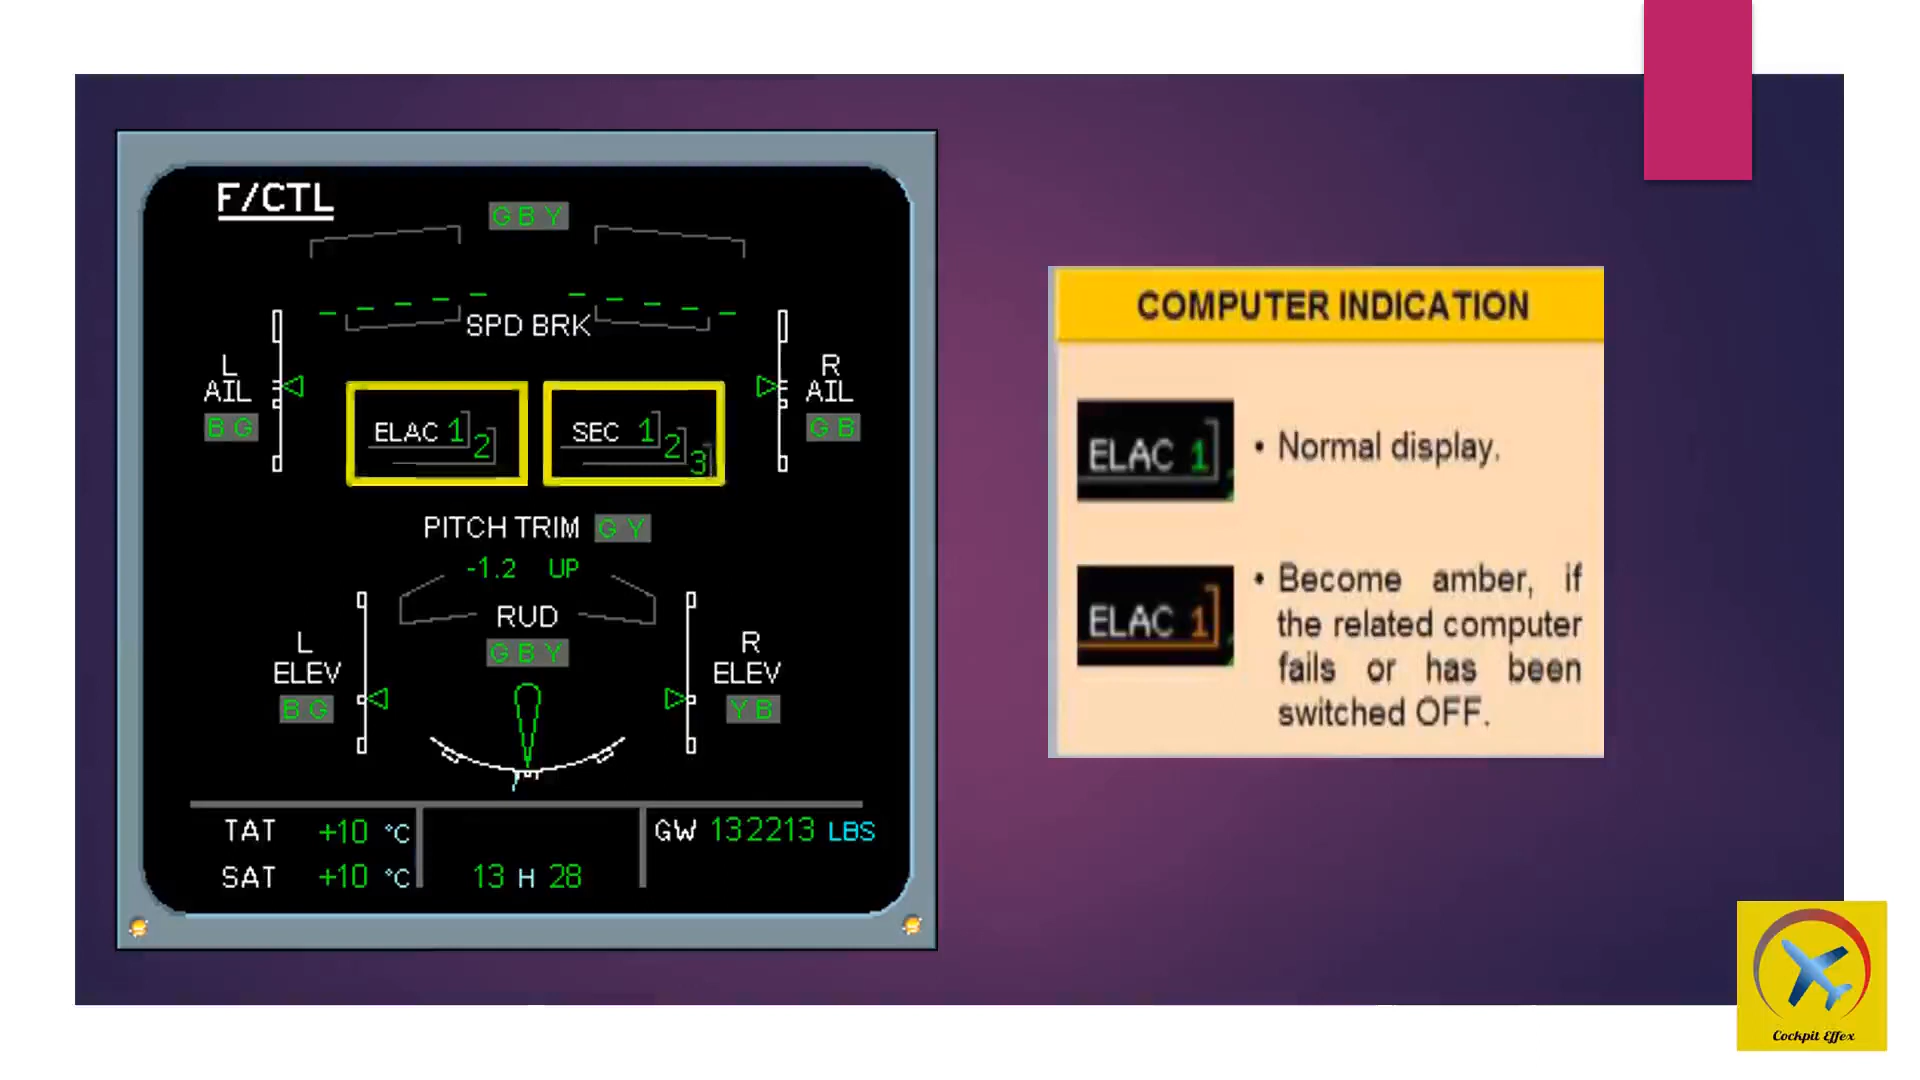 F/CTL
G B Y
SPD BRK
L
AIL
B G
R
AIL
G B
ELAC 1 2
SEC 1 2 3
PITCH TRIM G Y
-1.2 UP
RUD
G B Y
L
ELEV
B G
R
ELEV
Y B
TAT +10 °C
SAT +10 °C
13 H 28
GW 132213 LBS
COMPUTER INDICATION
ELAC 1
• Normal display.
ELAC 1
• Become amber, if
the related computer
fails or has been
switched OFF.
Cockpit Effex